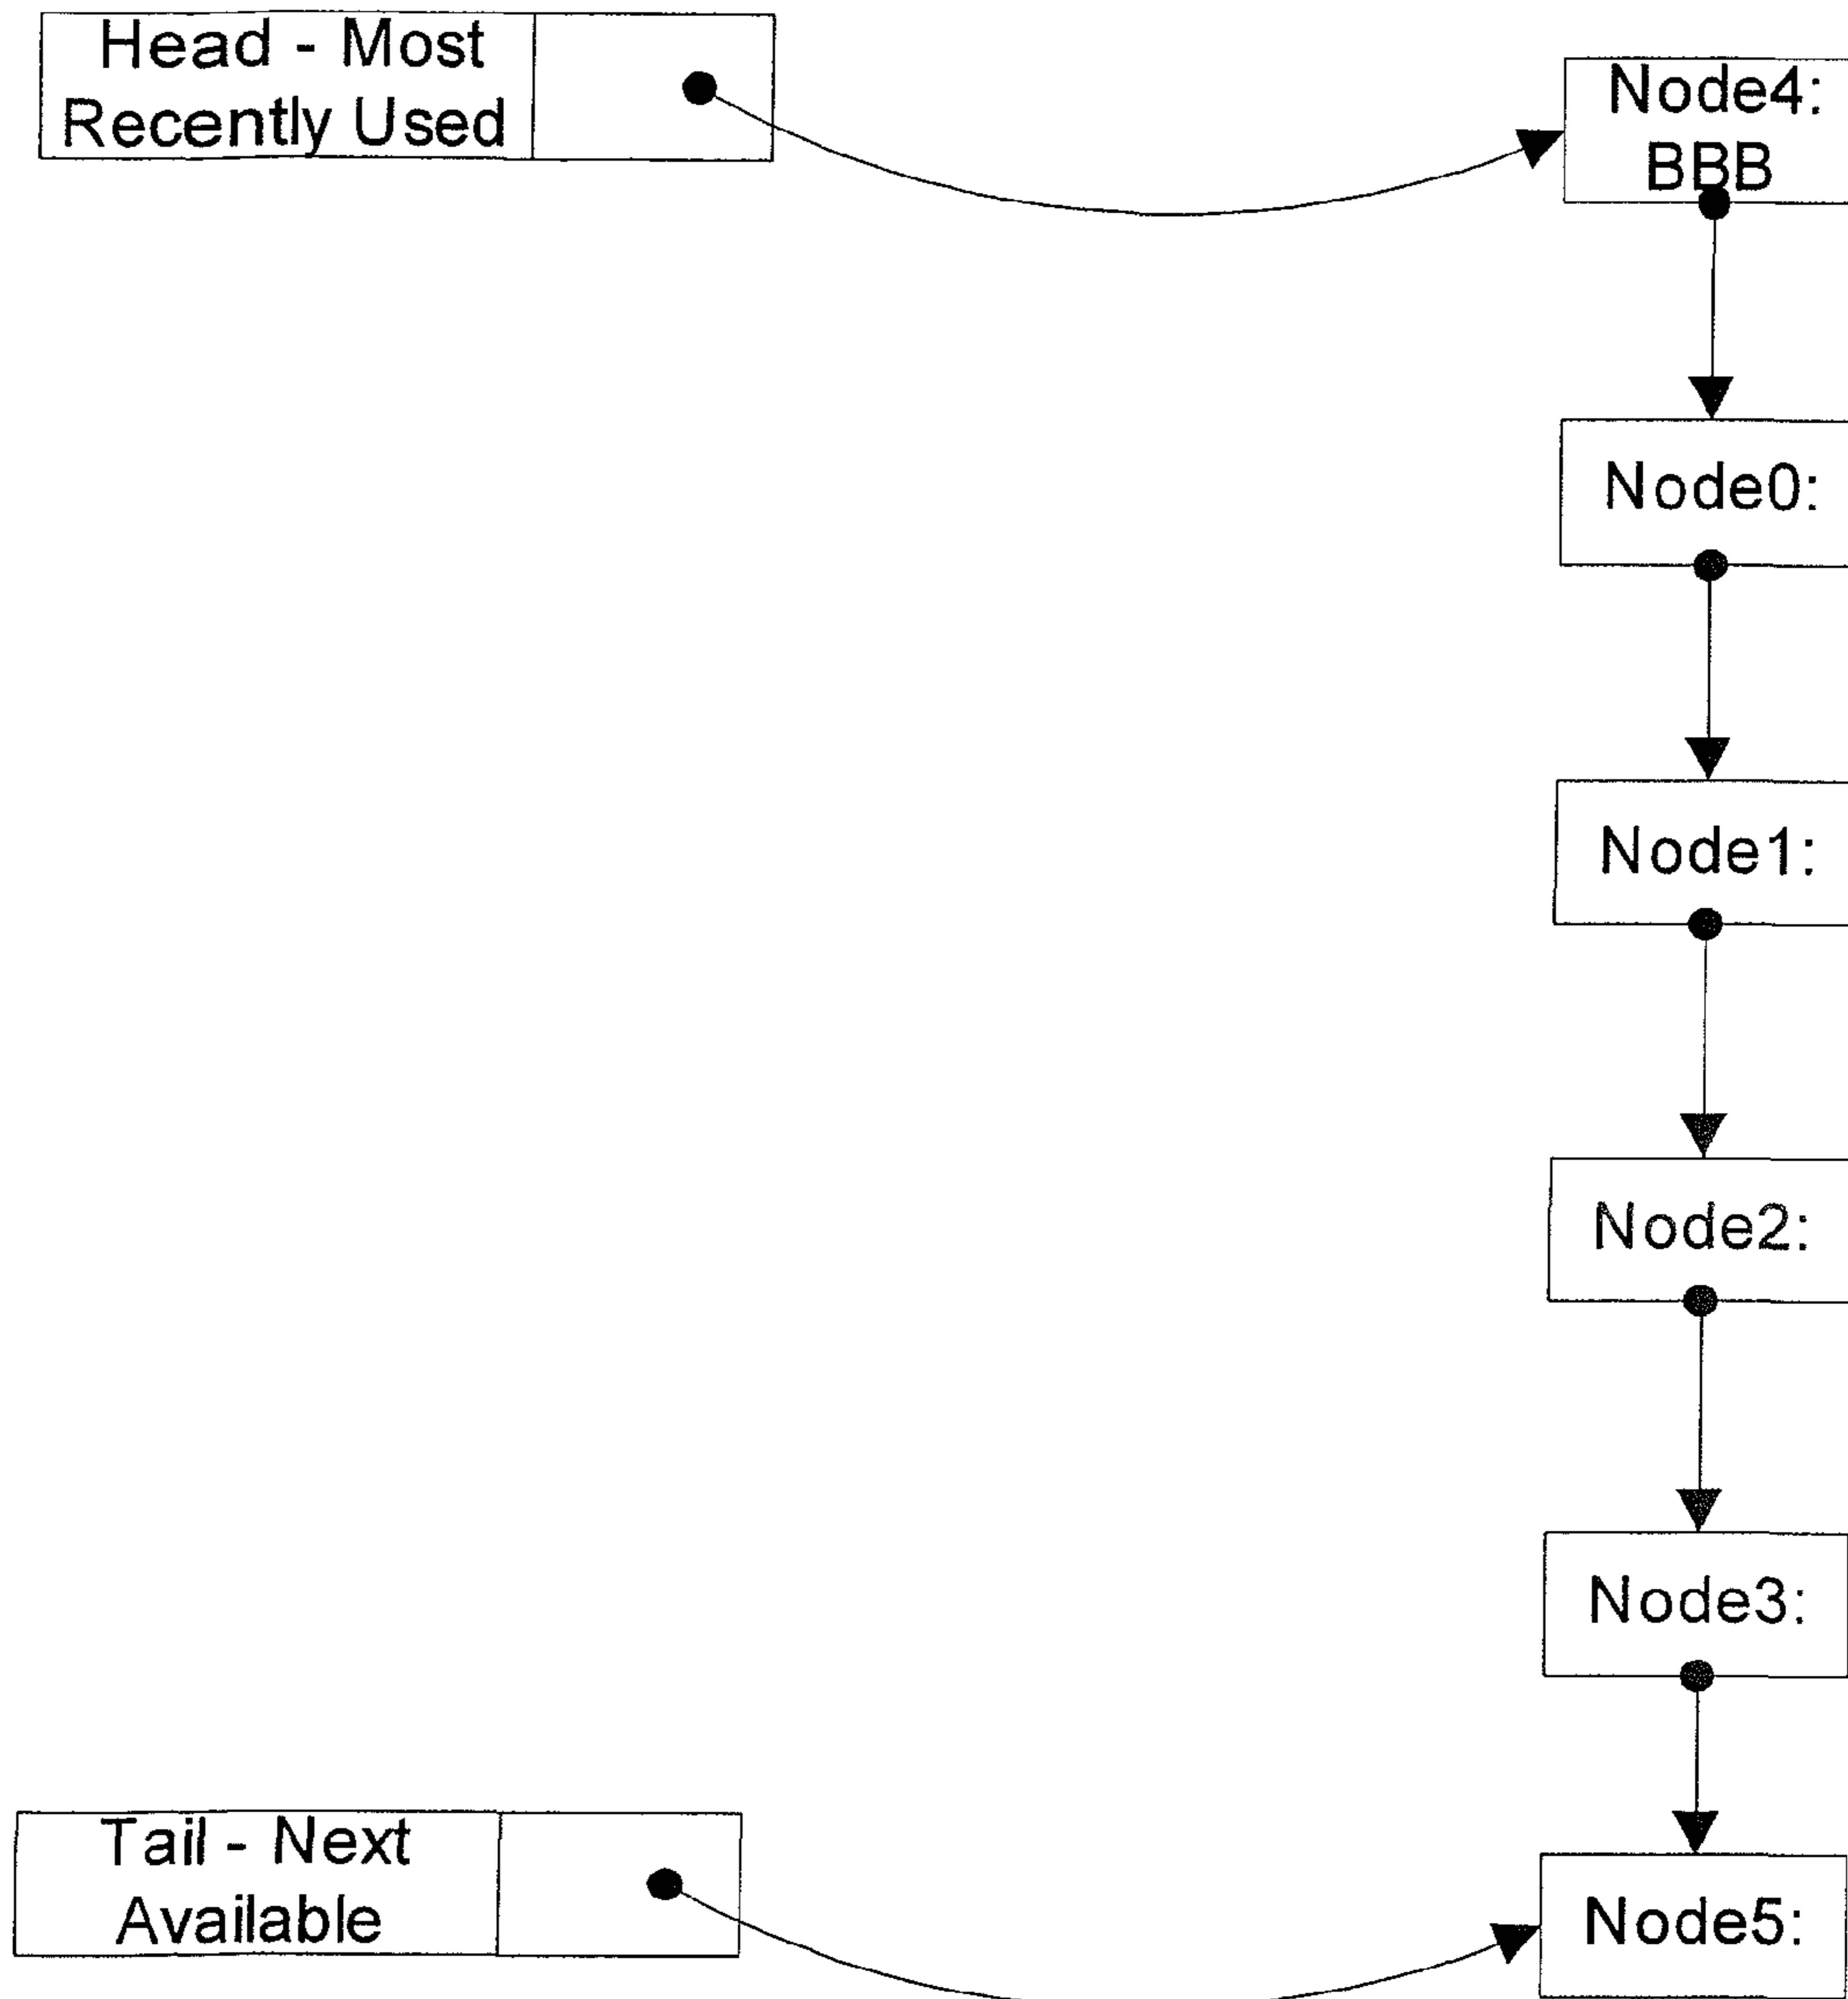 Head - Most
Recently Used
Node4:
BBB
Node0:
Node1:
Node2:
Node3:
Tail - Next
Available
Node5: